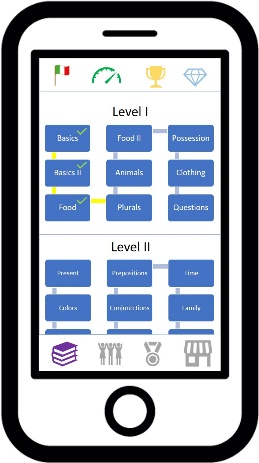 Level I
Basics Food II Possession
Basics II Animals Clothing
Food Plurals Questions
Level II
Present Prepositions Time
Colors Conjunctions Family